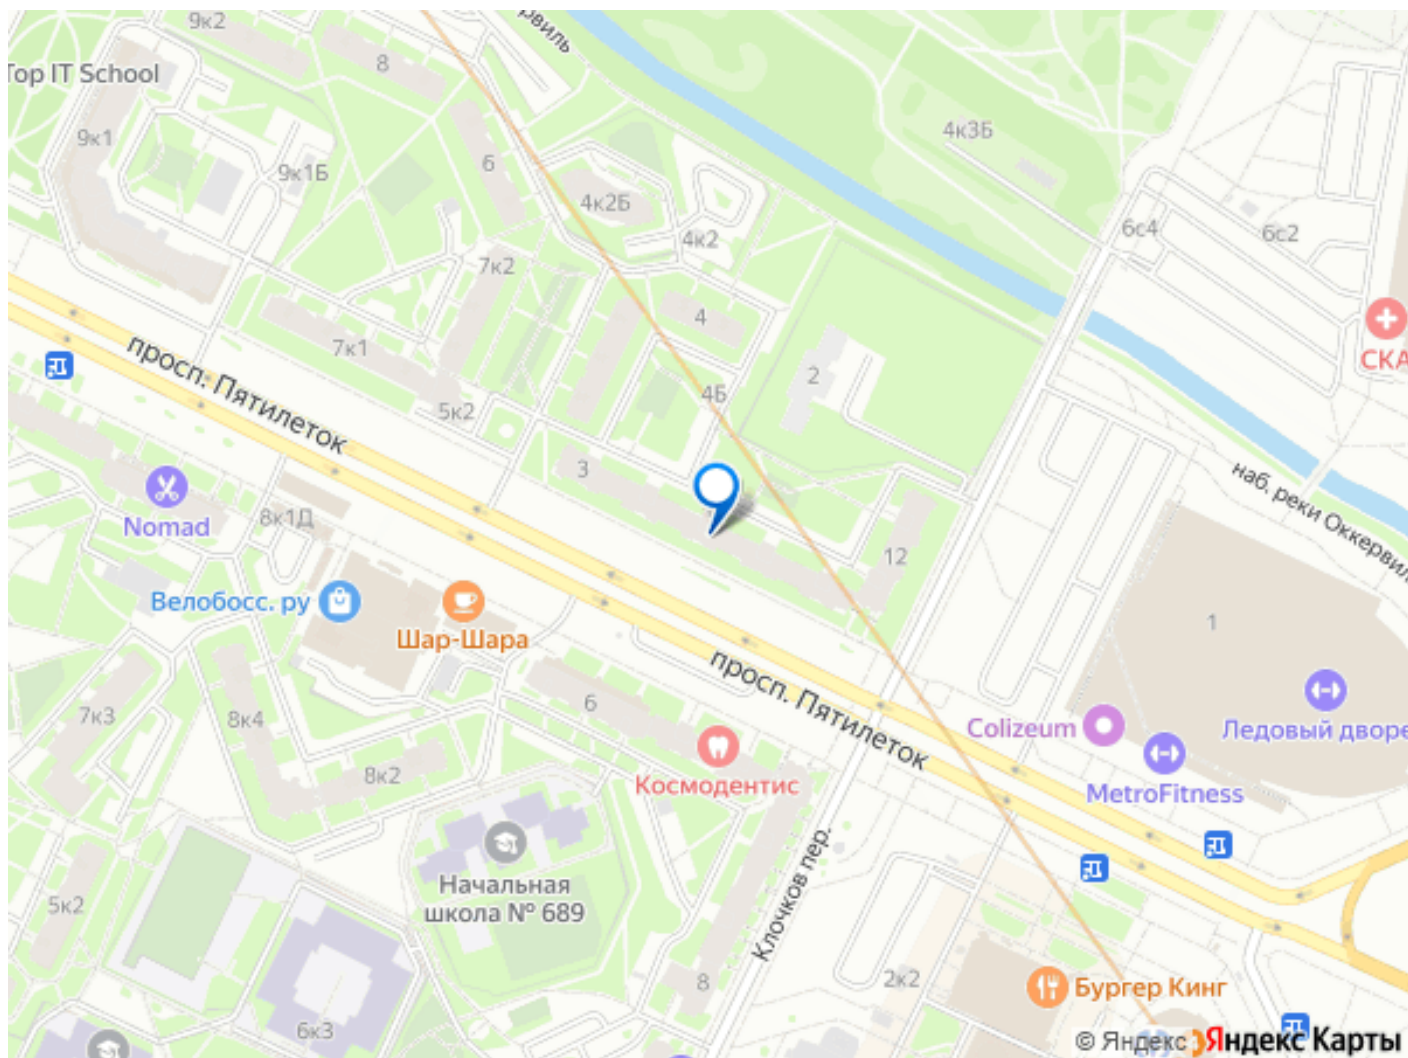 9к2
8
Top IT School
9к1
9к1Б
6
4к2Б
4к2
4к3Б
6с4
6с2
7к2
7к1
4
2
4Б
СКА
просп. Пятилеток
5к2
3
Nomad
8к1Д
12
наб. реки Оккервиль
Велобосс. ру
Шар-Шара
1
просп. Пятилеток
7к3
8к4
6
Colizeum
Ледовый дворе
8к2
Космодентис
MetroFitness
Начальная
школа № 689
Клочков пер.
5к2
8
2к2
Бургер Кинг
6к3
© Яндекс Яндекс Карты